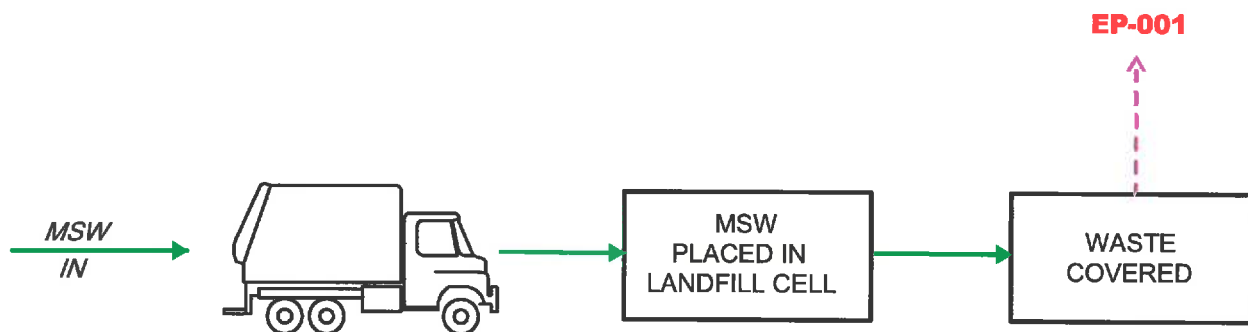 EP-001
MSW
IN
MSW
PLACED IN
LANDFILL CELL
WASTE
COVERED